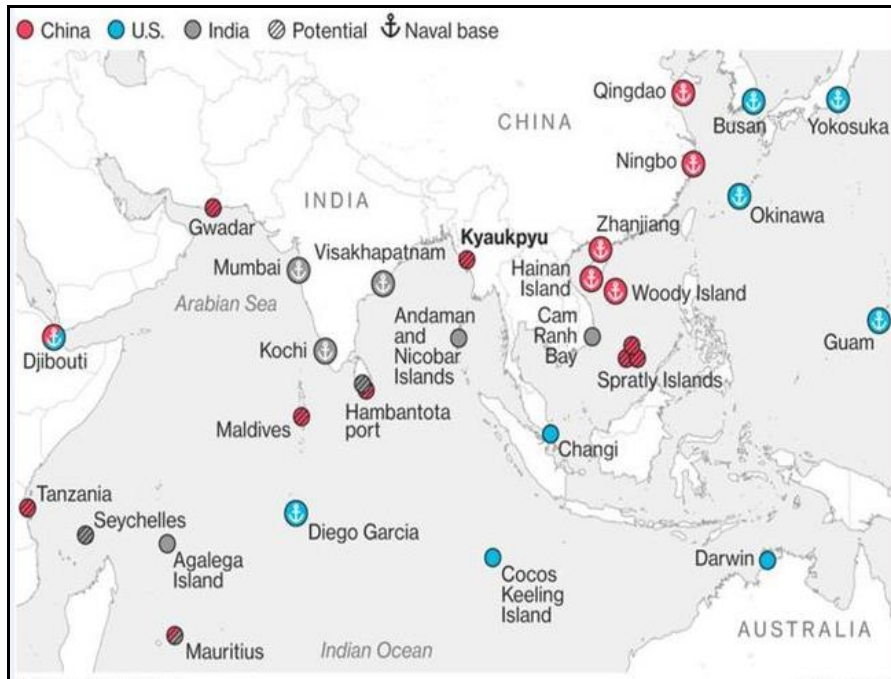 China U.S. India Potential Naval base
Qingdao
CHINA
Busan
Yokosuka
Ningbo
INDIA
Okinawa
Gwadar
Zhanjiang
Kyaukpyu
Visakhapatnam
Mumbai
Hainan
Island
Woody Island
Arabian Sea
Andaman
and
Nicobar
Islands
Cam
Ranh
Bay
Guam
Djibouti
Kochi
Spratly Islands
Hambantota
port
Maldives
Changi
Tanzania
Seychelles
Diego Garcia
Agalega
Island
Cocos
Keeling
Island
Darwin
AUSTRALIA
Mauritius
Indian Ocean